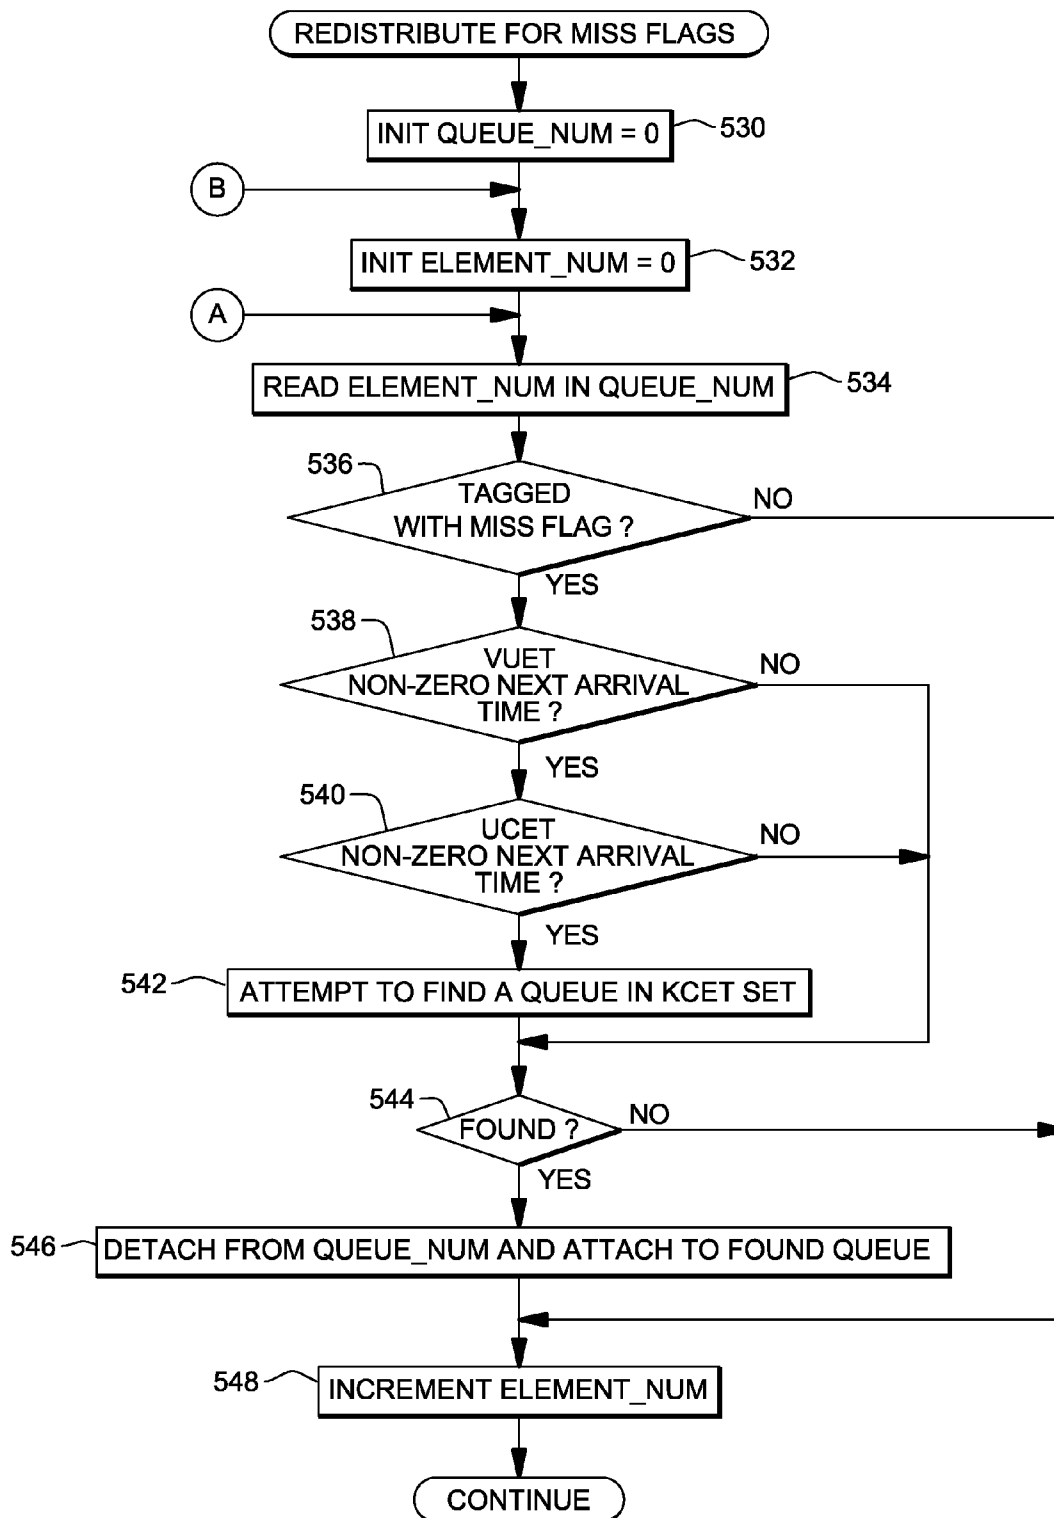 REDISTRIBUTE FOR MISS FLAGS
INIT QUEUE_NUM = 0
530
B
INIT ELEMENT_NUM = 0
532
A
READ ELEMENT_NUM IN QUEUE_NUM
534
536
TAGGED
WITH MISS FLAG ?
NO
YES
538
VUET
NON-ZERO NEXT ARRIVAL
TIME ?
NO
YES
540
UCET
NON-ZERO NEXT ARRIVAL
TIME ?
NO
YES
542
ATTEMPT TO FIND A QUEUE IN KCET SET
544
FOUND ?
NO
YES
546
DETACH FROM QUEUE_NUM AND ATTACH TO FOUND QUEUE
548
INCREMENT ELEMENT_NUM
CONTINUE